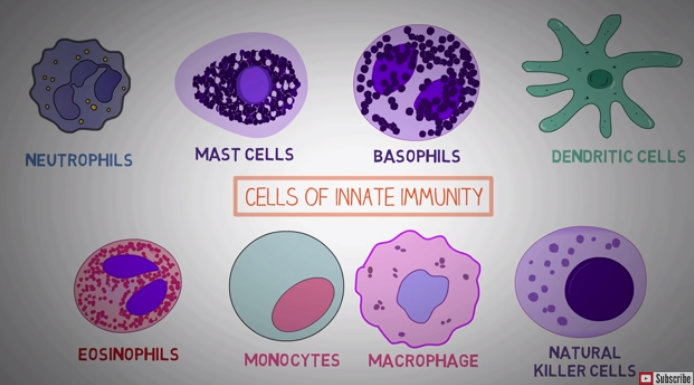 NEUTROPHILS
MAST CELLS
BASOPHILS
DENDRITIC CELLS
CELLS OF INNATE IMMUNITY
EOSINOPHILS
MONOCYTES
MACROPHAGE
NATURAL
KILLER CELLS
Subscribe